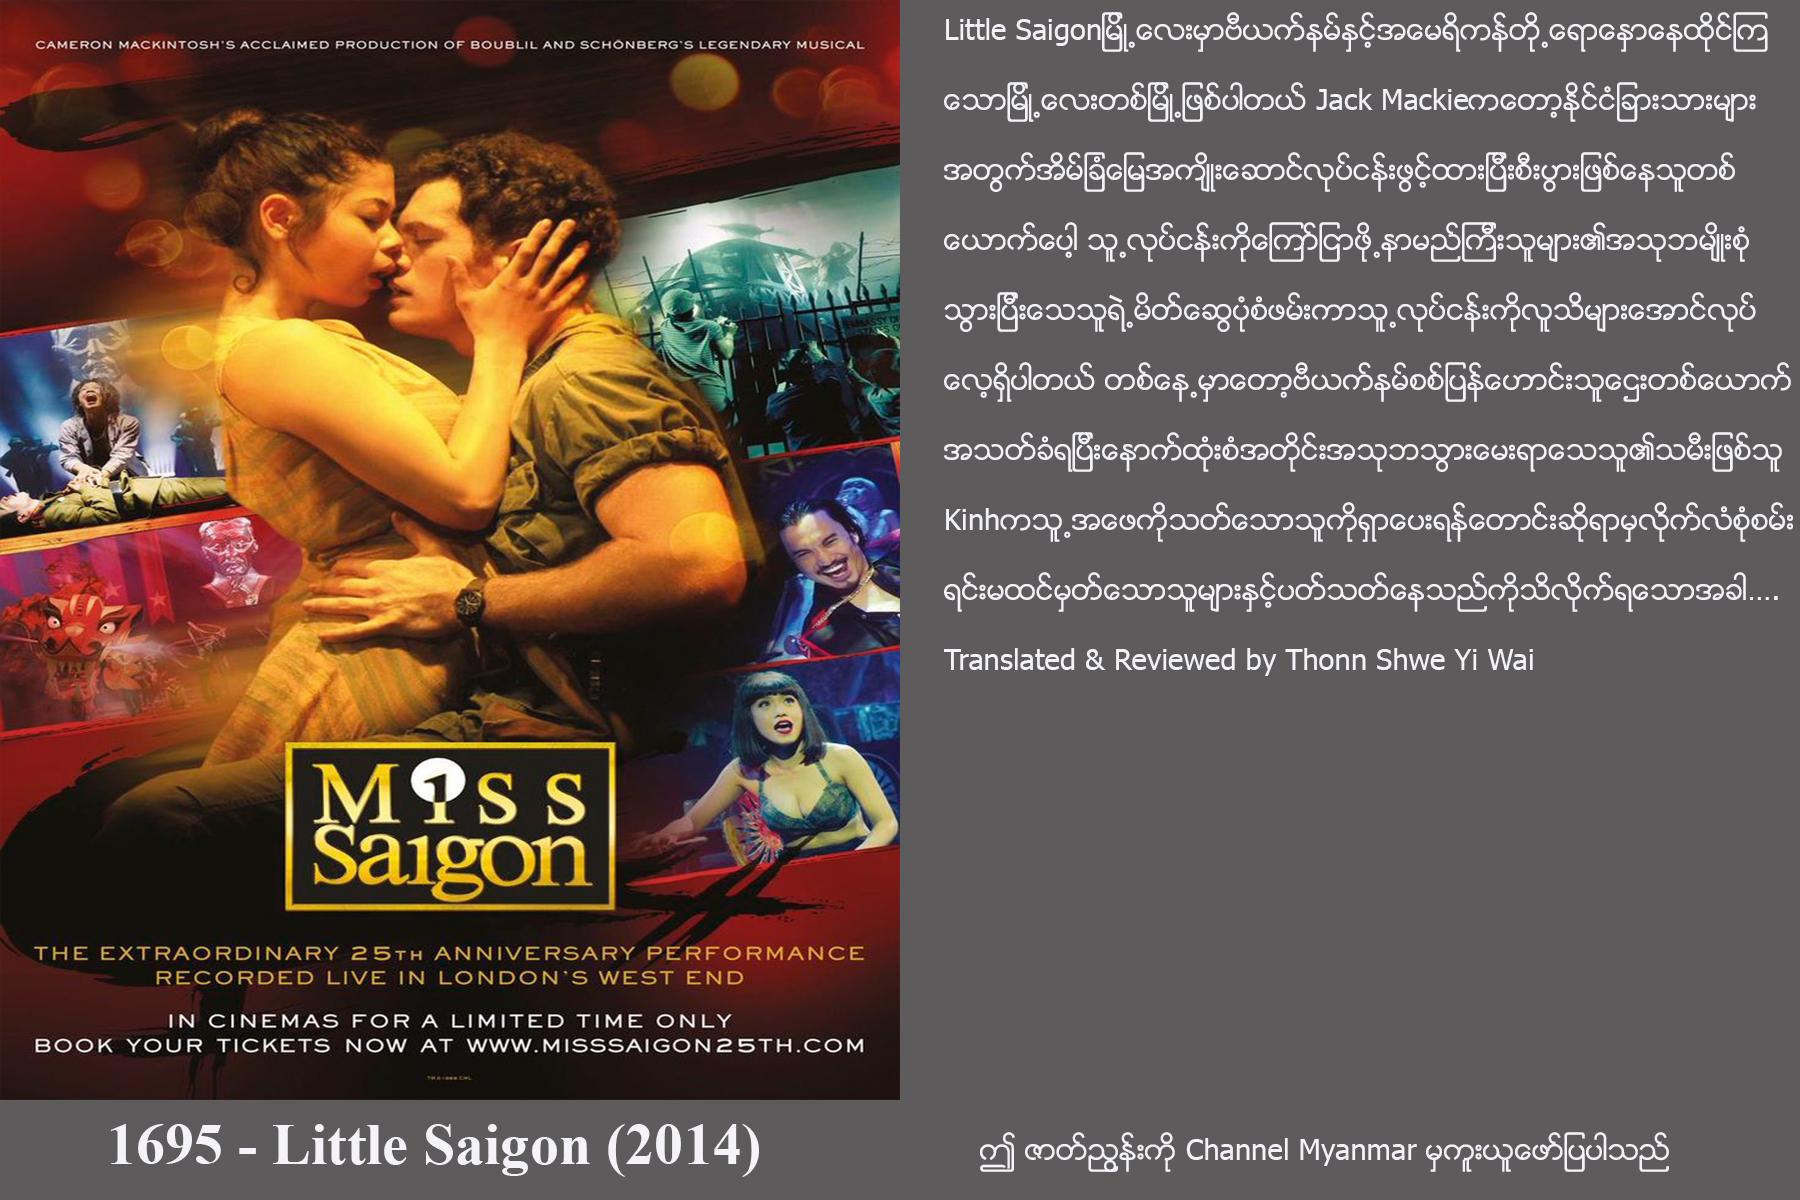 CAMERON MACKINTOSH'S ACCLAIMED PRODUCTION OF BOUBLIL AND SCHÖNBERG'S LEGENDARY MUSICAL
Miss
Saigon
THE EXTRAORDINARY 25TH ANNIVERSARY PERFORMANCE
RECORDED LIVE IN LONDON'S WEST END
IN CINEMAS FOR A LIMITED TIME ONLY
BOOK YOUR TICKETS NOW AT WWW.MISSSAIGON25TH.COM
1695 - Little Saigon (2014)
Little Saigonမြို့လေးမှာဗီယက်နမ်နှင့်အမေရိကန်တို့ရောနှောနေထိုင်ကြ
သောမြို့လေးတစ်မြို့ဖြစ်ပါတယ် Jack Mackieကတော့နိုင်ငံခြားသားများ
အတွက်အိမ်ခြံမြေအကျိုးဆောင်လုပ်ငန်းဖွင့်ထားပြီးစီးပွားဖြစ်နေသူတစ်
ယောက်ပေါ့ သူ့လုပ်ငန်းကိုကြော်ငြာဖို့နာမည်ကြီးသူများ၏အသုဘမျိုးစုံ
သွားပြီးသေသူရဲ့မိတ်ဆွေပုံစံဖမ်းကာသူ့လုပ်ငန်းကိုလူသိများအောင်လုပ်
လေ့ရှိပါတယ် တစ်နေ့မှာတော့ဗီယက်နမ်စစ်ပြန်ဟောင်းသူဌေးတစ်ယောက်
အသတ်ခံရပြီးနောက်ထုံးစံအတိုင်းအသုဘသွားမေးရာသေသူ၏သမီးဖြစ်သူ
Kinhကသူ့အဖေကိုသတ်သောသူကိုရှာပေးရန်တောင်းဆိုရာမှလိုက်လံစုံစမ်း
ရင်းမထင်မှတ်သောသူများနှင့်ပတ်သတ်နေသည်ကိုသိလိုက်ရသောအခါ....
Translated & Reviewed by Thonn Shwe Yi Wai
ဤ ဇာတ်ညွှန်းကို Channel Myanmar မှကူးယူဖော်ပြပါသည်